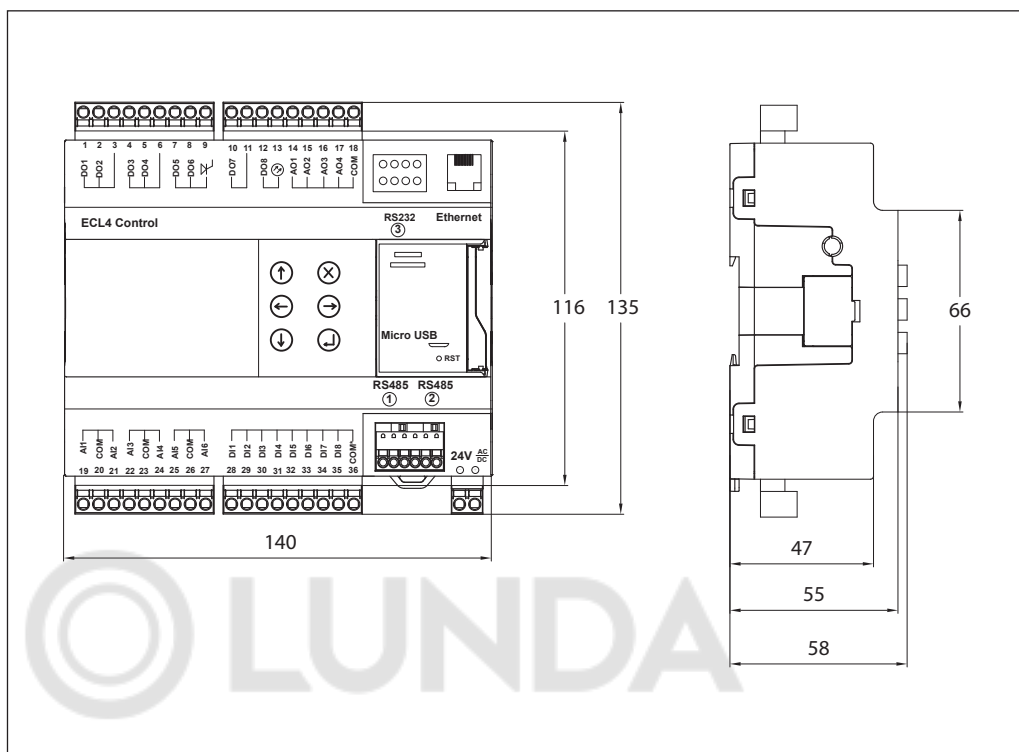 1 2 3 4 5 6 7 8 9 10 11 12 13 14 15 16 17 18
DO1 DO2 DO3 DO4 DO5 DO6 DO7 DO8 AO1 AO2 AO3 AO4 COM
ECL4 Control
RS232 Ethernet
3
Micro USB
RST
RS485 RS485
1 2
AI1 COM AI2 AI3 COM AI4 AI5 COM AI6 DI1 DI2 DI3 DI4 DI5 DI6 DI7 DI8 COM*
24V AC DC
19 20 21 22 23 24 25 26 27 28 29 30 31 32 33 34 35 36
116 135
140
66
47
55
58
LUNDA